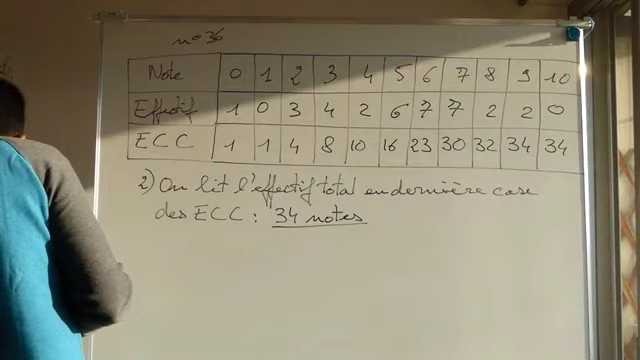 n°36
Note 0 1 2 3 4 5 6 7 8 9 10
Effectif 1 0 3 4 2 6 7 7 2 2 0
ECC 1 1 4 8 10 16 23 30 32 34 34
2) On lit l'effectif total en dernière case
des ECC : 34 notes